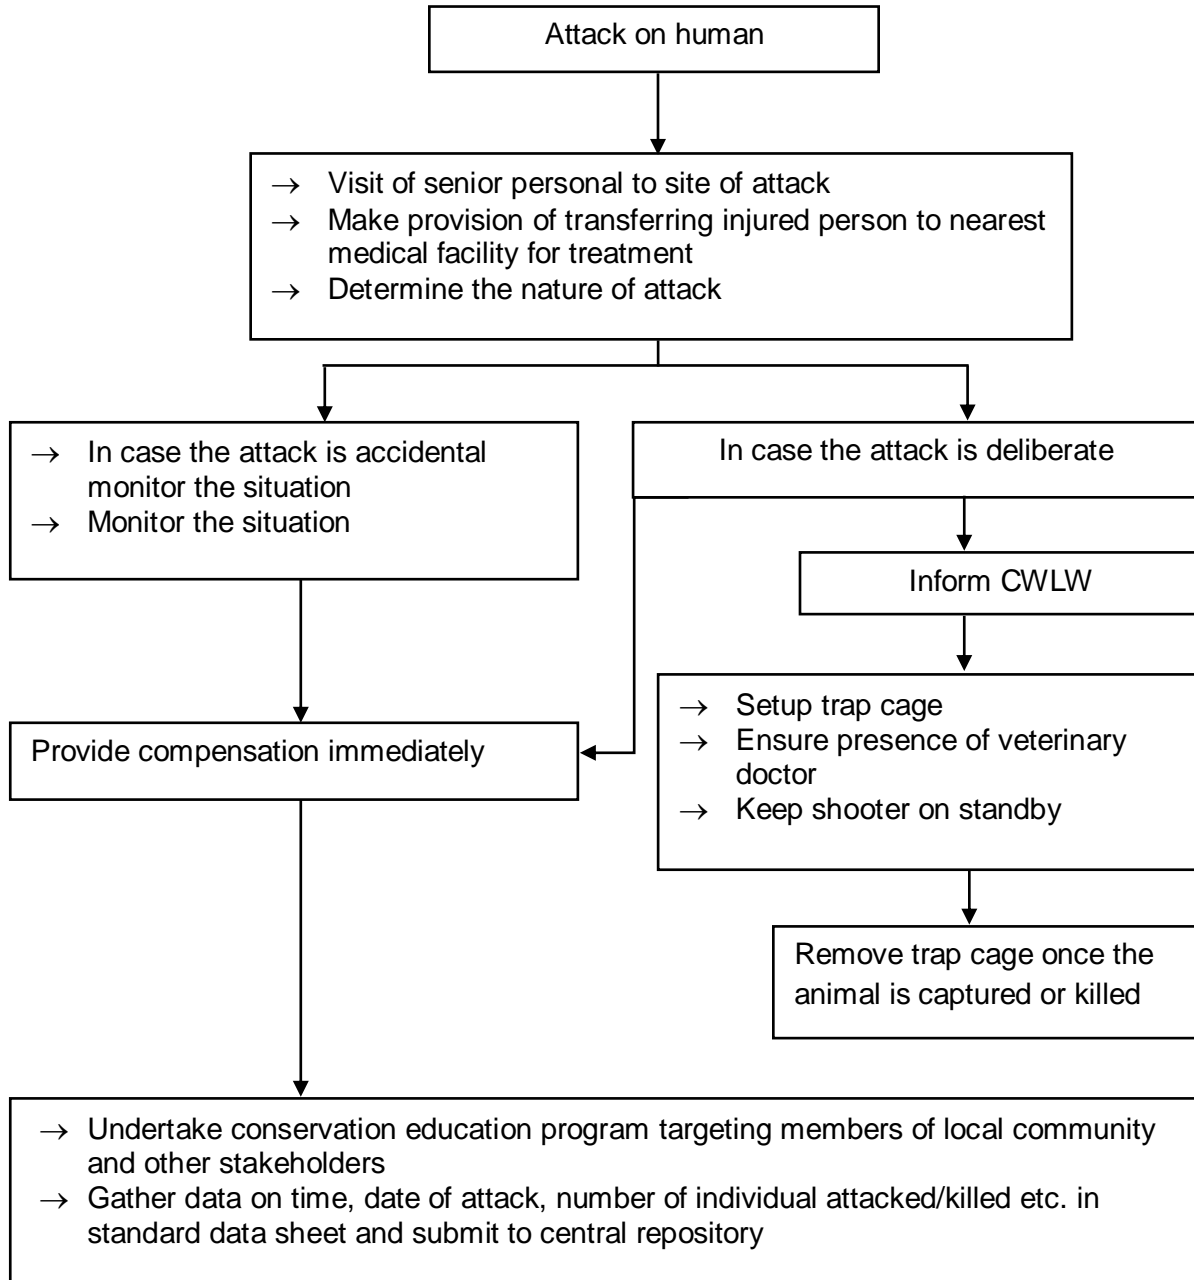 Attack on human
→ Visit of senior personal to site of attack
→ Make provision of transferring injured person to nearest
medical facility for treatment
→ Determine the nature of attack
→ In case the attack is accidental
monitor the situation
→ Monitor the situation
In case the attack is deliberate
Inform CWLW
→ Setup trap cage
→ Ensure presence of veterinary
doctor
→ Keep shooter on standby
Provide compensation immediately
Remove trap cage once the
animal is captured or killed
→ Undertake conservation education program targeting members of local community
and other stakeholders
→ Gather data on time, date of attack, number of individual attacked/killed etc. in
standard data sheet and submit to central repository